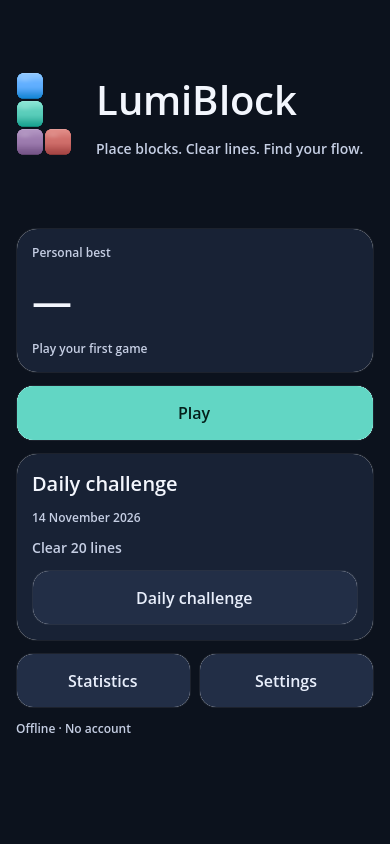 LumiBlock
Place blocks. Clear lines. Find your flow.
Personal best
—
Play your first game
Play
Daily challenge
14 November 2026
Clear 20 lines
Daily challenge
Statistics
Settings
Offline · No account